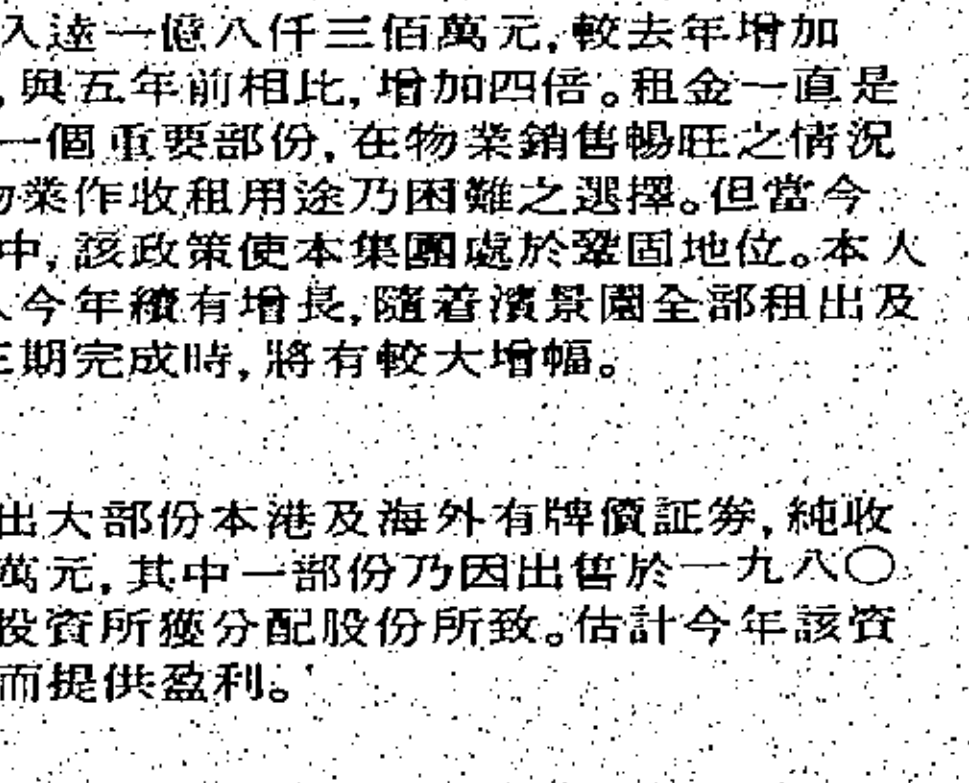 入達一億八仟三佰萬元,較去年增加
,與五年前相比,增加四倍。租金一直是
一個重要部份,在物業銷售暢旺之情況
物業作收租用途乃困難之選擇。但當今
中,該政策使本集團處於鞏固地位。本人
入今年續有增長,隨着濱景園全部租出及
三期完成時,將有較大增幅。
出大部份本港及海外有牌價証券,純收
萬元,其中一部份乃因出售於一九八〇
投資所獲分配股份所致。估計今年該資
而提供盈利。